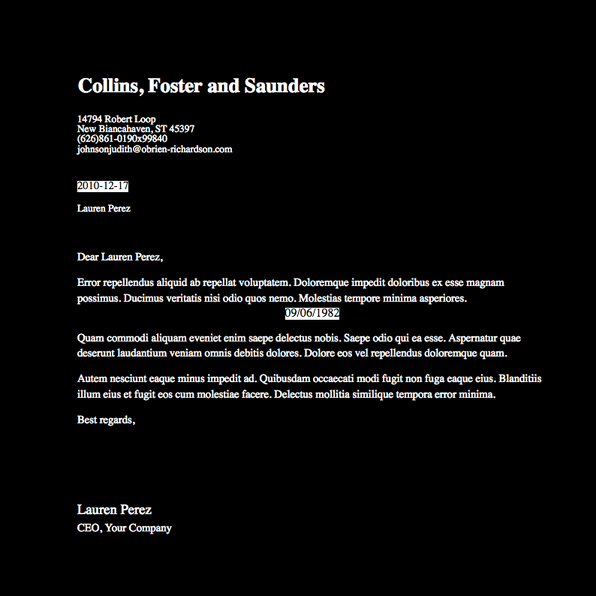 Collins, Foster and Saunders
14794 Robert Loop
New Biancahaven, ST 45397
(626)861-0190x99840
johnsonjudith@obrien-richardson.com
2010-12-17
Lauren Perez
Dear Lauren Perez,
Error repellendus aliquid ab repellat voluptatem. Doloremque impedit doloribus ex esse magnam
possimus. Ducimus veritatis nisi odio quos nemo. Molestias tempore minima asperiores.
09/06/1982
Quam commodi aliquam eveniet enim saepe delectus nobis. Saepe odio qui ea esse. Aspernatur quae
deserunt laudantium veniam omnis debitis dolores. Dolore eos vel repellendus doloremque quam.
Autem nesciunt eaque minus impedit ad. Quibusdam occaecati modi fugit non fuga eaque eius. Blanditiis
illum eius et fugit eos cum molestiae facere. Delectus mollitia similique tempora error minima.
Best regards,
Lauren Perez
CEO, Your Company